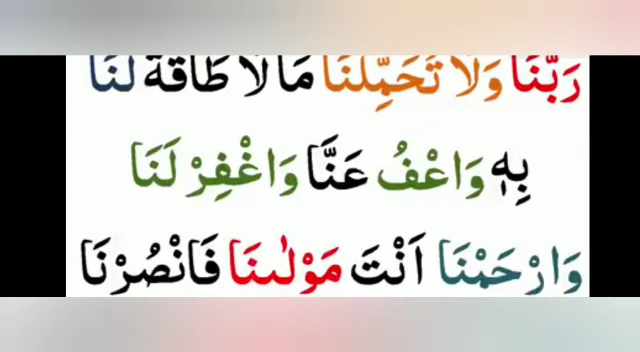 رَبَّنَا وَلَا تُحَمِّلْنَا مَا لَا طَاقَةَ لَنَا
بِهٖ وَاعْفُ عَنَّا وَاغْفِرْ لَنَا
وَارْحَمْنَا اَنْتَ مَوْلٰىنَا فَانْصُرْنَا